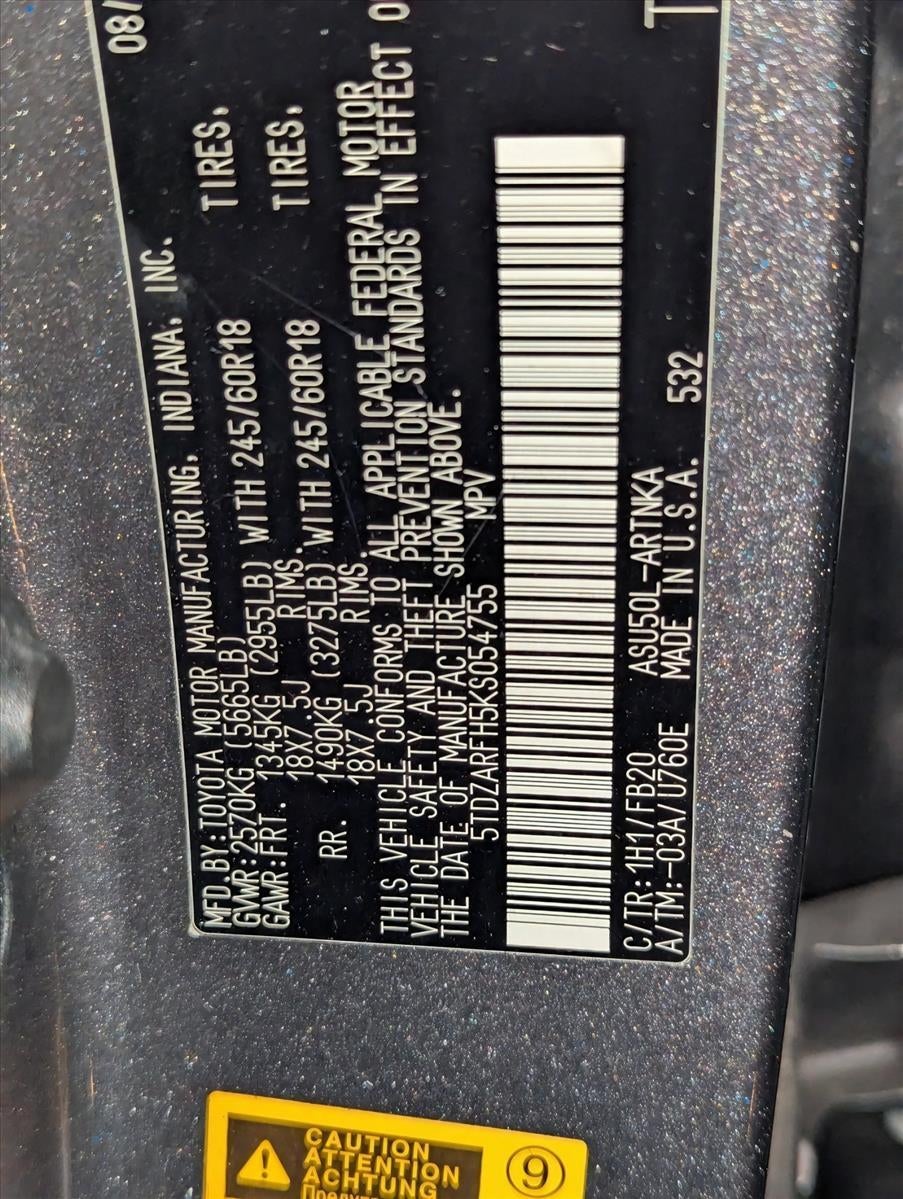 MFD.BY:TOYOTA MOTOR MANUFACTURING, INDIANA, INC. 08/
GVWR:2570KG (5665LB)
GAWR:FRT. 1345KG (2955LB) WITH 245/60R18 TIRES,
18X7.5J RIMS.
RR. 1490KG (3275LB) WITH 245/60R18 TIRES,
18X7.5J RIMS.
THIS VEHICLE CONFORMS TO ALL APPLICABLE FEDERAL MOTOR
VEHICLE SAFETY AND THEFT PREVENTION STANDARDS IN EFFECT
THE DATE OF MANUFACTURE SHOWN ABOVE.
5TDZARFH5KS054755 MPV
C/TR:1H1/FB20 ASU50L-ARTNKA
A/TM:-03A/U760E MADE IN U.S.A. 532
CAUTION
ATTENTION
ACHTUNG
9